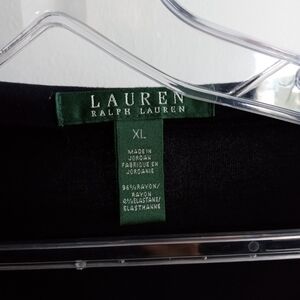 LAUREN
RALPH LAUREN
XL
MADE IN
JORDAN
FABRIQUE EN
JORDANIE
96% RAYON/
RAYON
4% ELASTANE/
ELASTHANNE